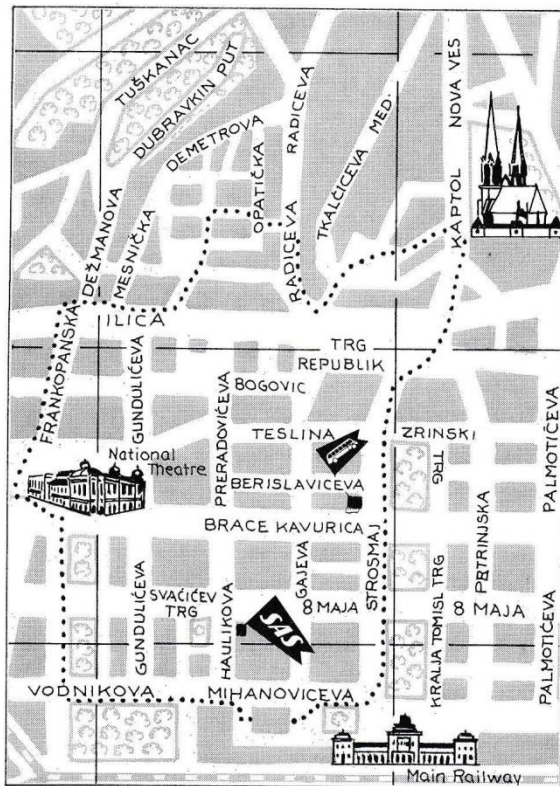 TUŠKANAC
DUBRAVKIN PUT
DEMETROVA
OPATIČKA
RADICEVA
RADICEVA
TKALČIĆEVA MED.
NOVA VES
KAPTOL
DEŽMANOVA
MESNIČKA
ILICA
FRANKOPANSKA
GUNDULIĆEVA
TRG
REPUBLIK
BOGOVIC
PRERADOVIĆEVA
TESLINA
ZRINSKI
TRG
PALMOTIĆEVA
National
Theatre
BERISLAVICEVA
BRACE KAVURICA
PETRINJSKA
GUNDULIĆEVA
SVAČIĆEV
TRG
HAULIKOVA
GAJEVA
8 MAJA
STROSMAJ
KRALJA TOMISL TRG
8 MAJA
PALMOTIĆEVA
SAS
VODNIKOVA
MIHANOVICEVA
Main Railway